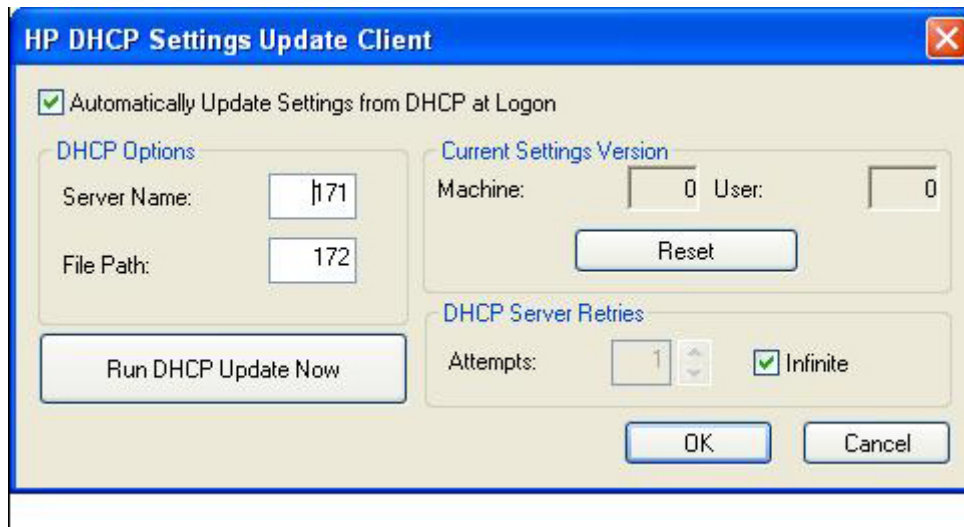 HP DHCP Settings Update Client
Automatically Update Settings from DHCP at Logon
DHCP Options
Server Name: 171
File Path: 172
Run DHCP Update Now
Current Settings Version
Machine: 0 User: 0
Reset
DHCP Server Retries
Attempts: 1 Infinite
OK Cancel